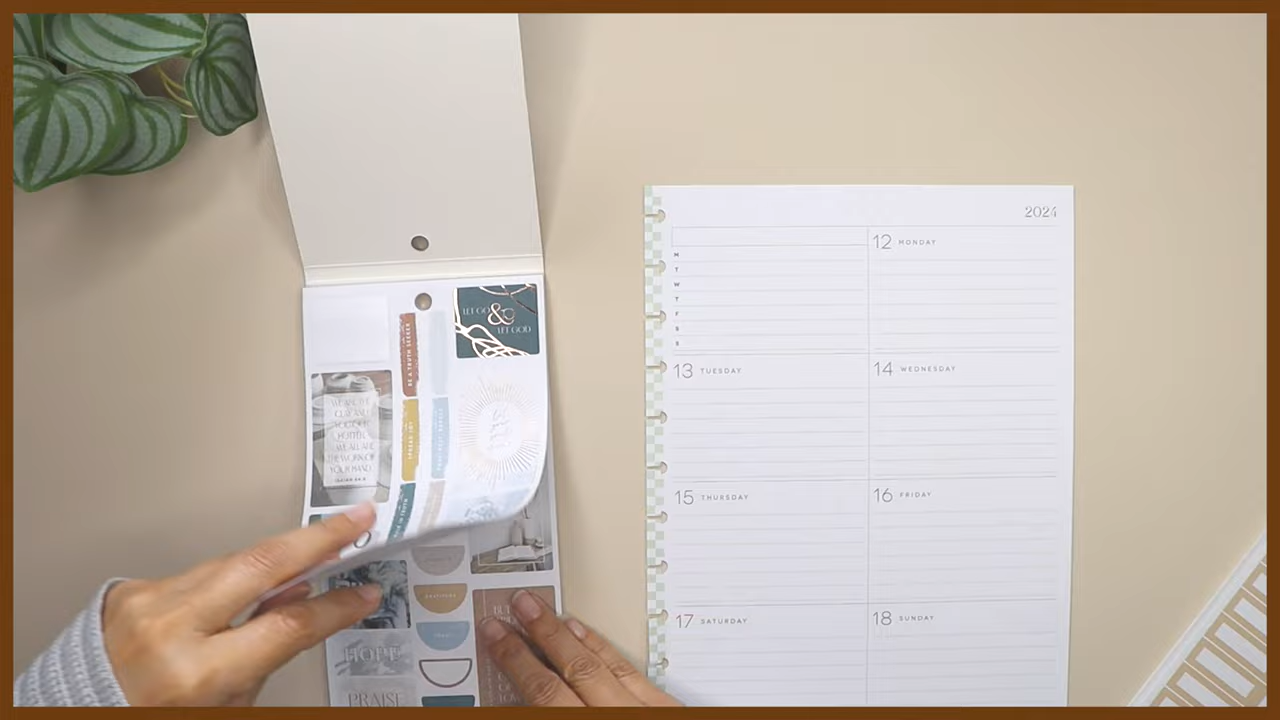 LET GO
&
LET GOD
BE A TRUTH SEEKER
SPREAD JOY
WE ARE THE
CLAY AND
YOU OUR
POTTER
WE ALL ARE
THE WORK OF
YOUR HAND.
ISAIAH 64:8
GRATITUDE
HOPE
PRAISE
2024
M
T
W
T
F
S
S
12 MONDAY
13 TUESDAY
14 WEDNESDAY
15 THURSDAY
16 FRIDAY
17 SATURDAY
18 SUNDAY